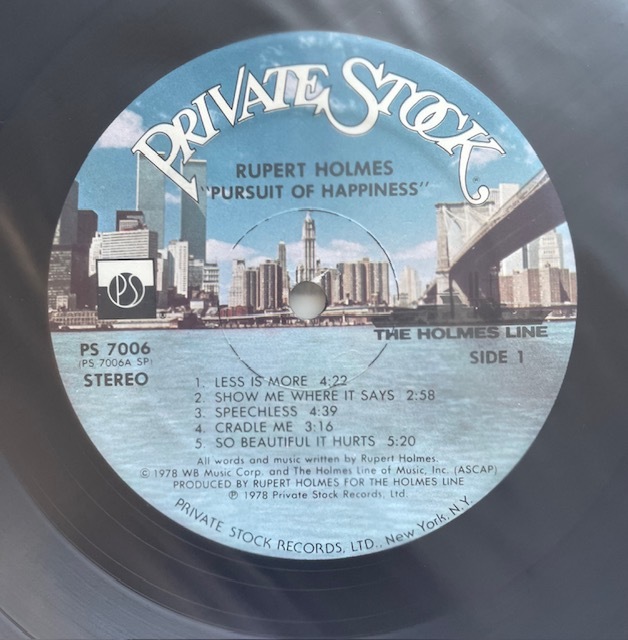 PRIVATE STOCK
RUPERT HOLMES
"PURSUIT OF HAPPINESS"
PS
THE HOLMES LINE
PS 7006
(PS 7006A SP)
STEREO
SIDE 1
1. LESS IS MORE 4:22
2. SHOW ME WHERE IT SAYS 2:58
3. SPEECHLESS 4:39
4. CRADLE ME 3:16
5. SO BEAUTIFUL IT HURTS 5:20
All words and music written by Rupert Holmes.
© 1978 WB Music Corp. and The Holmes Line of Music, Inc. (ASCAP)
PRODUCED BY RUPERT HOLMES FOR THE HOLMES LINE
℗ 1978 Private Stock Records, Ltd.
PRIVATE STOCK RECORDS, LTD., New York, N.Y.